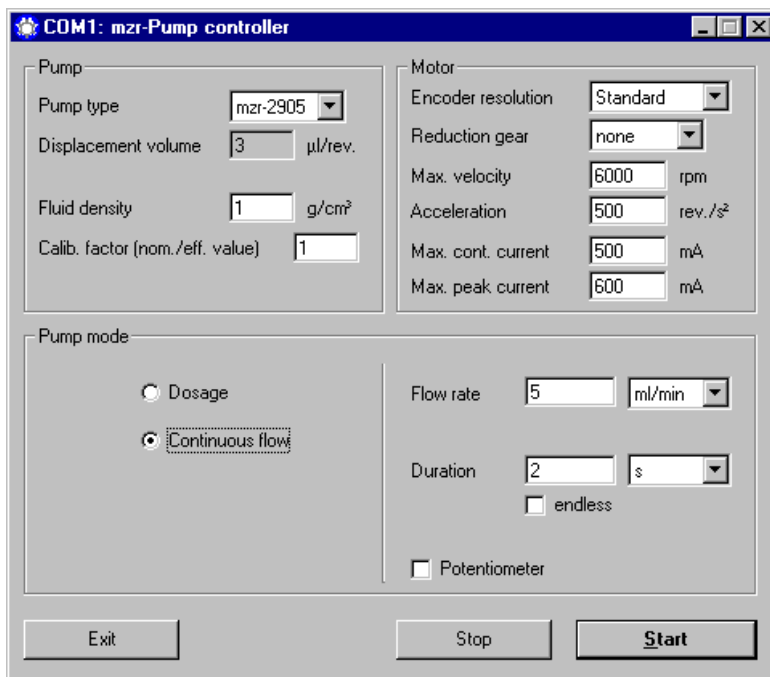 COM1: mzr-Pump controller
Pump
Pump type mzr-2905
Displacement volume 3 µl/rev.
Fluid density 1 g/cm³
Calib. factor (nom./eff. value) 1
Motor
Encoder resolution Standard
Reduction gear none
Max. velocity 6000 rpm
Acceleration 500 rev./s²
Max. cont. current 500 mA
Max. peak current 600 mA
Pump mode
Dosage
Continuous flow
Flow rate 5 ml/min
Duration 2 s
endless
Potentiometer
Exit Stop Start